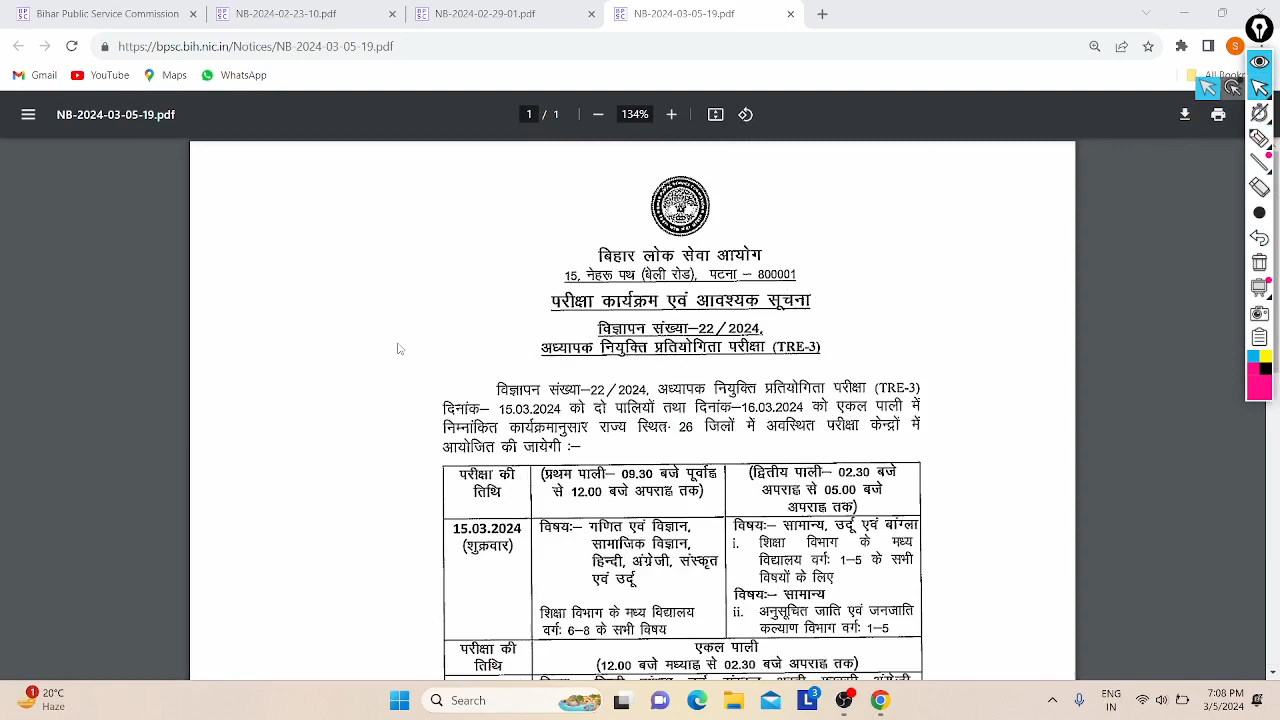 Bihar Public Service Commission
NB-2024-02-23-10.pdf
NB-2024-02-29-01.pdf
NB-2024-03-05-19.pdf
https://bpsc.bih.nic.in/Notices/NB-2024-03-05-19.pdf
S
Gmail YouTube Maps WhatsApp
All Book
NB-2024-03-05-19.pdf 1 / 1 134%
बिहार लोक सेवा आयोग
15, नेहरू पथ (बेली रोड), पटना – 800001
परीक्षा कार्यक्रम एवं आवश्यक सूचना
विज्ञापन संख्या–22/2024,
अध्यापक नियुक्ति प्रतियोगिता परीक्षा (TRE-3)
विज्ञापन संख्या–22/2024, अध्यापक नियुक्ति प्रतियोगिता परीक्षा (TRE-3)
दिनांक– 15.03.2024 को दो पालियों तथा दिनांक–16.03.2024 को एकल पाली में
निम्नांकित कार्यक्रमानुसार राज्य स्थित 26 जिलों में अवस्थित परीक्षा केन्द्रों में
आयोजित की जायेगी :–
परीक्षा की
तिथि
(प्रथम पाली– 09.30 बजे पूर्वाह्न
से 12.00 बजे अपराह्न तक)
(द्वितीय पाली– 02.30 बजे
अपराह्न से 05.00 बजे
अपराह्न तक)
15.03.2024
(शुक्रवार)
विषयः– गणित एवं विज्ञान,
सामाजिक विज्ञान,
हिन्दी, अंग्रेजी, संस्कृत
एवं उर्दू
शिक्षा विभाग के मध्य विद्यालय
वर्गः 6–8 के सभी विषय
विषयः– सामान्य, उर्दू एवं बांग्ला
i. शिक्षा विभाग के मध्य
विद्यालय वर्गः 1–5 के सभी
विषयों के लिए
विषयः– सामान्य
ii. अनुसूचित जाति एवं जनजाति
कल्याण विभाग वर्गः 1–5
परीक्षा की
तिथि
एकल पाली
(12.00 बजे मध्याह्न से 02.30 बजे अपराह्न तक)
1
20°C
Haze
Search
3
ENG
IN
7:08 PM
3/5/2024